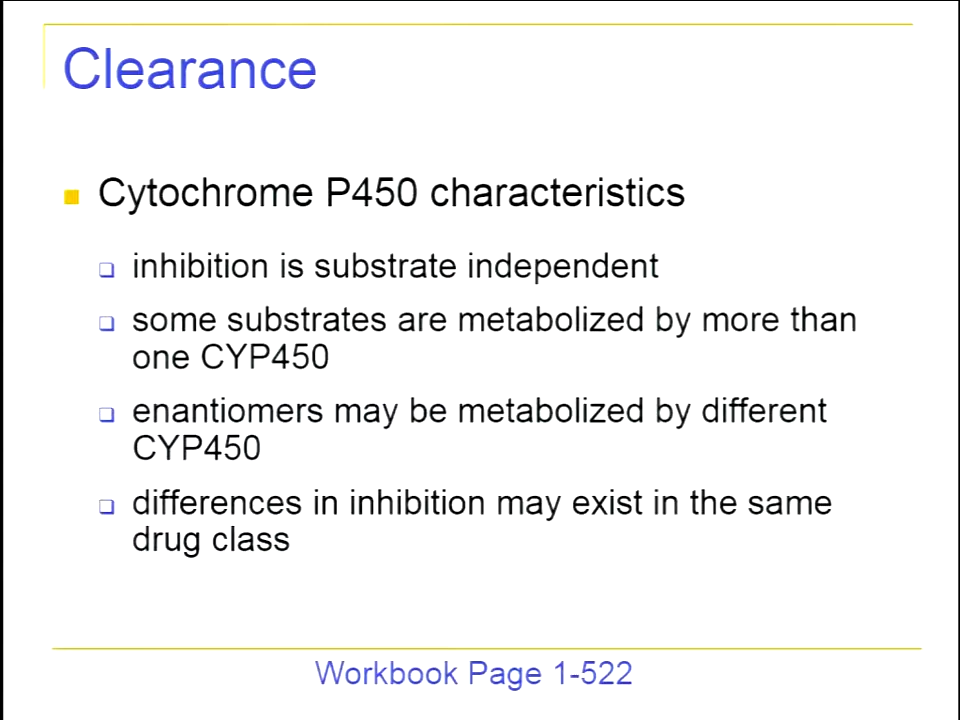 Clearance
Cytochrome P450 characteristics
inhibition is substrate independent
some substrates are metabolized by more than
one CYP450
enantiomers may be metabolized by different
CYP450
differences in inhibition may exist in the same
drug class
Workbook Page 1-522